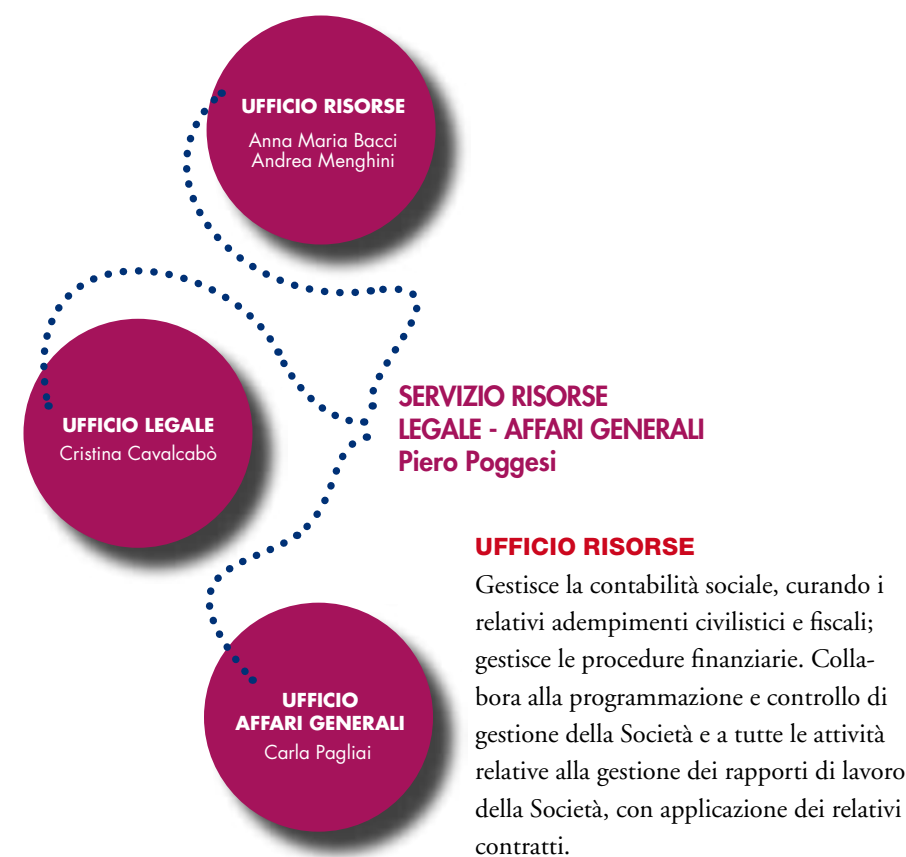 UFFICIO RISORSE
Anna Maria Bacci
Andrea Menghini
UFFICIO LEGALE
Cristina Cavalcabò
SERVIZIO RISORSE
LEGALE - AFFARI GENERALI
Piero Poggesi
UFFICIO
AFFARI GENERALI
Carla Pagliai
UFFICIO RISORSE
Gestisce la contabilità sociale, curando i
relativi adempimenti civilistici e fiscali;
gestisce le procedure finanziarie. Colla-
bora alla programmazione e controllo di
gestione della Società e a tutte le attività
relative alla gestione dei rapporti di lavoro
della Società, con applicazione dei relativi
contratti.